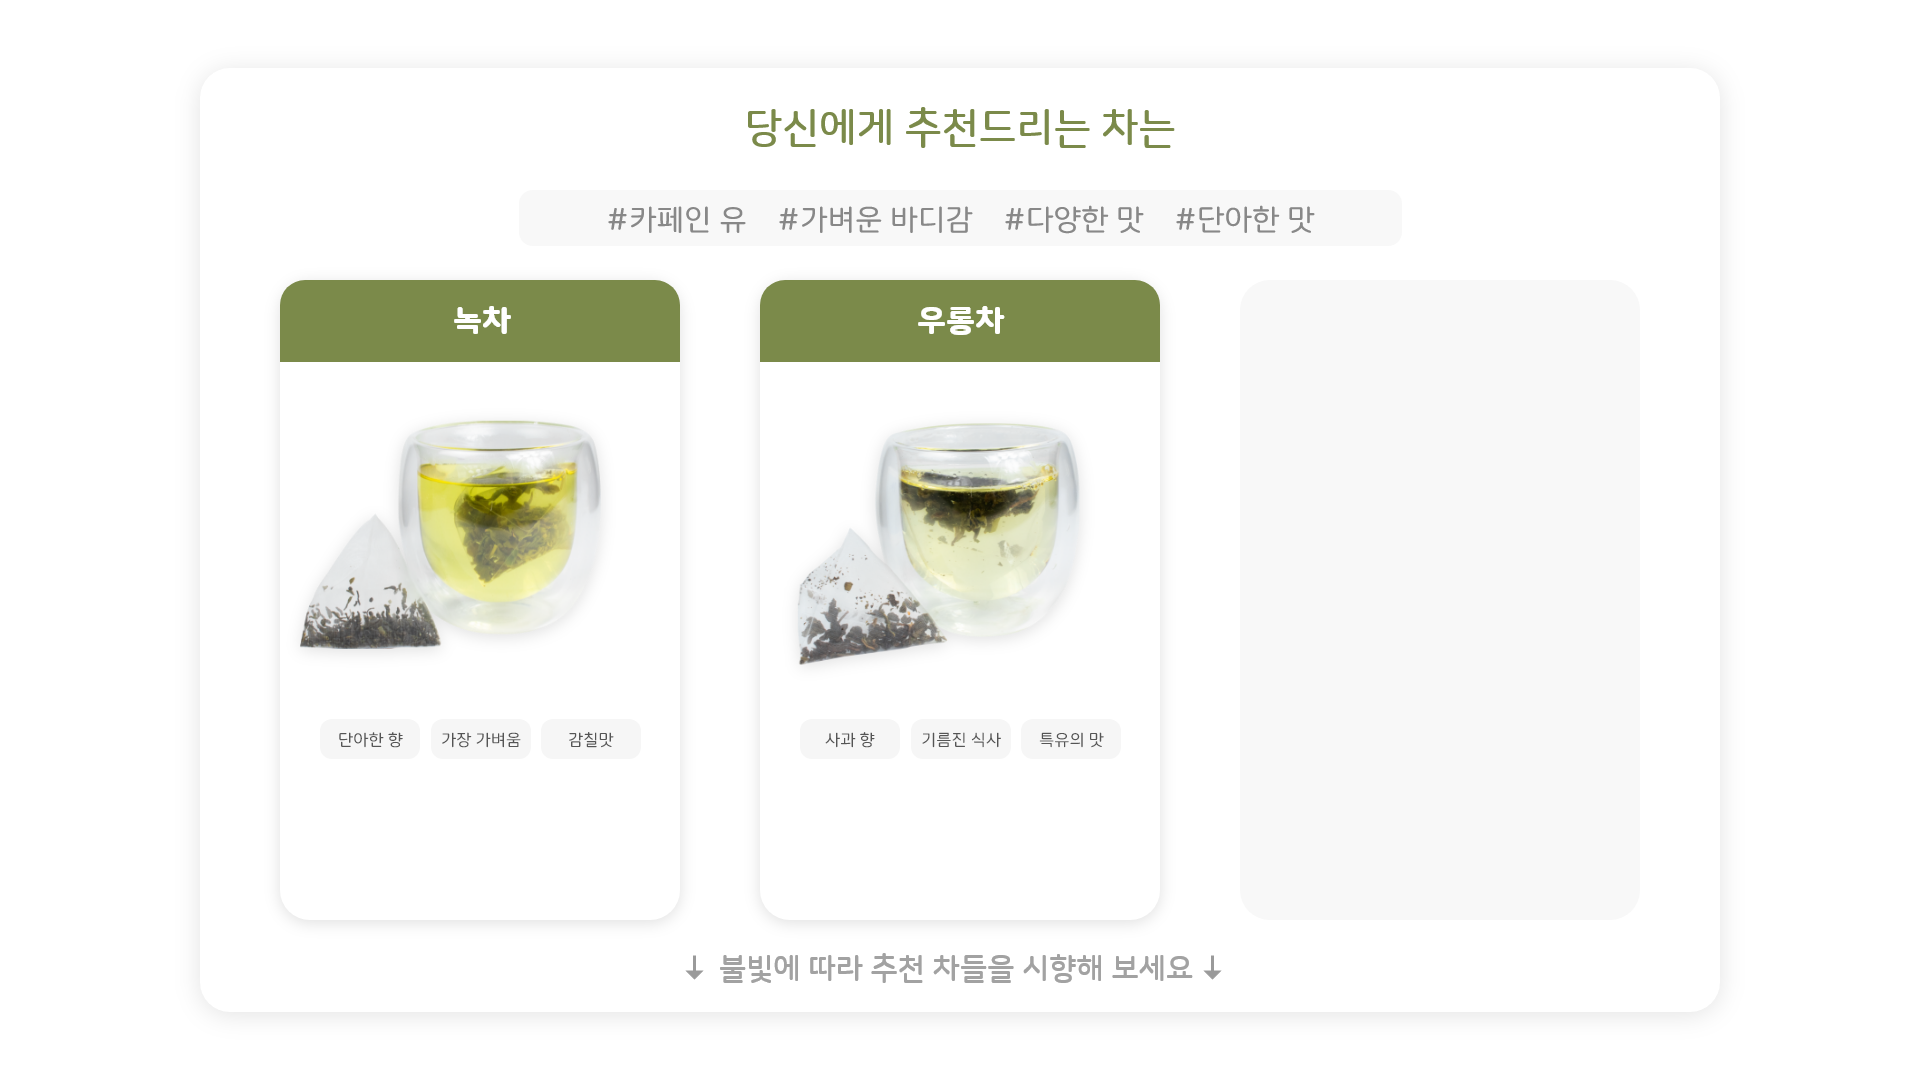 당신에게 추천드리는 차는
#카페인 유 #가벼운 바디감 #다양한 맛 #단아한 맛
녹차
우롱차
단아한 향 가장 가벼움 감칠맛
사과 향 기름진 식사 특유의 맛
↓ 불빛에 따라 추천 차들을 시향해 보세요 ↓